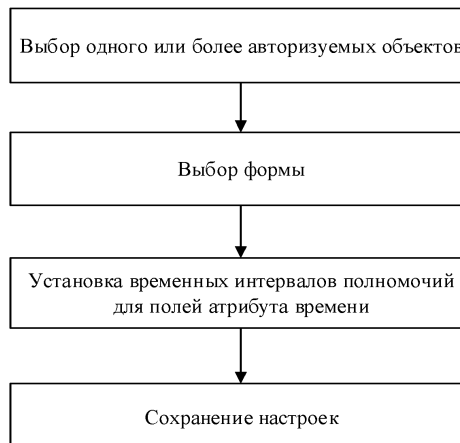 Выбор одного или более авторизуемых объектов
Выбор формы
Установка временных интервалов полномочий
для полей атрибута времени
Сохранение настроек